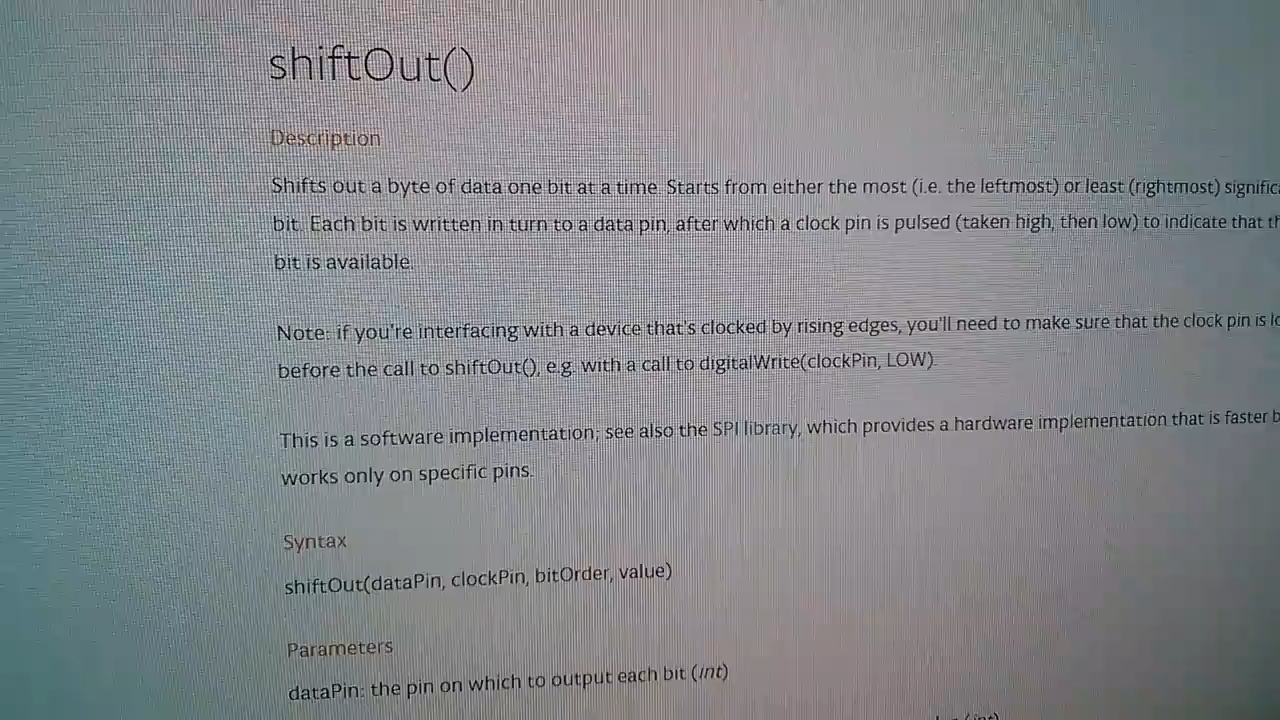 shiftOut()
Description
Shifts out a byte of data one bit at a time. Starts from either the most (i.e. the leftmost) or least (rightmost)
bit. Each bit is written in turn to a data pin, after which a clock pin is pulsed (taken high, then low) to indicate that
bit is available.
Note: if you're interfacing with a device that's clocked by rising edges, you'll need to make sure that the clock pin is
before the call to shiftOut(), e.g. with a call to digitalWrite(clockPin, LOW).
This is a software implementation; see also the SPI library, which provides a hardware implementation that is faster
works only on specific pins.
Syntax
shiftOut(dataPin, clockPin, bitOrder, value)
Parameters
dataPin: the pin on which to output each bit (int)